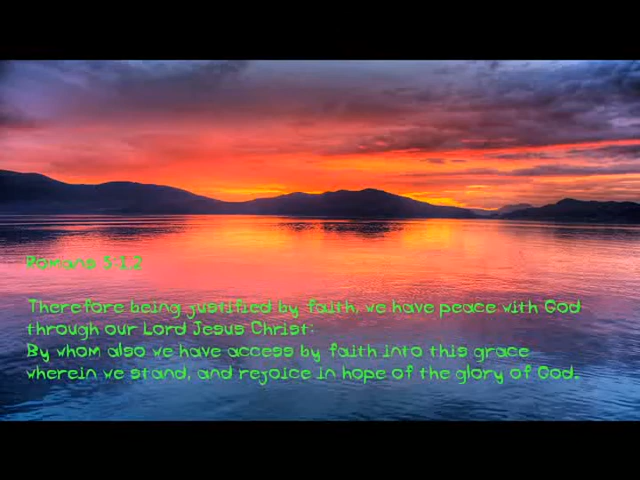 Romans 5:1,2
Therefore being justified by faith, we have peace with God
through our Lord Jesus Christ:
By whom also we have access by faith into this grace
wherein we stand, and rejoice in hope of the glory of God.